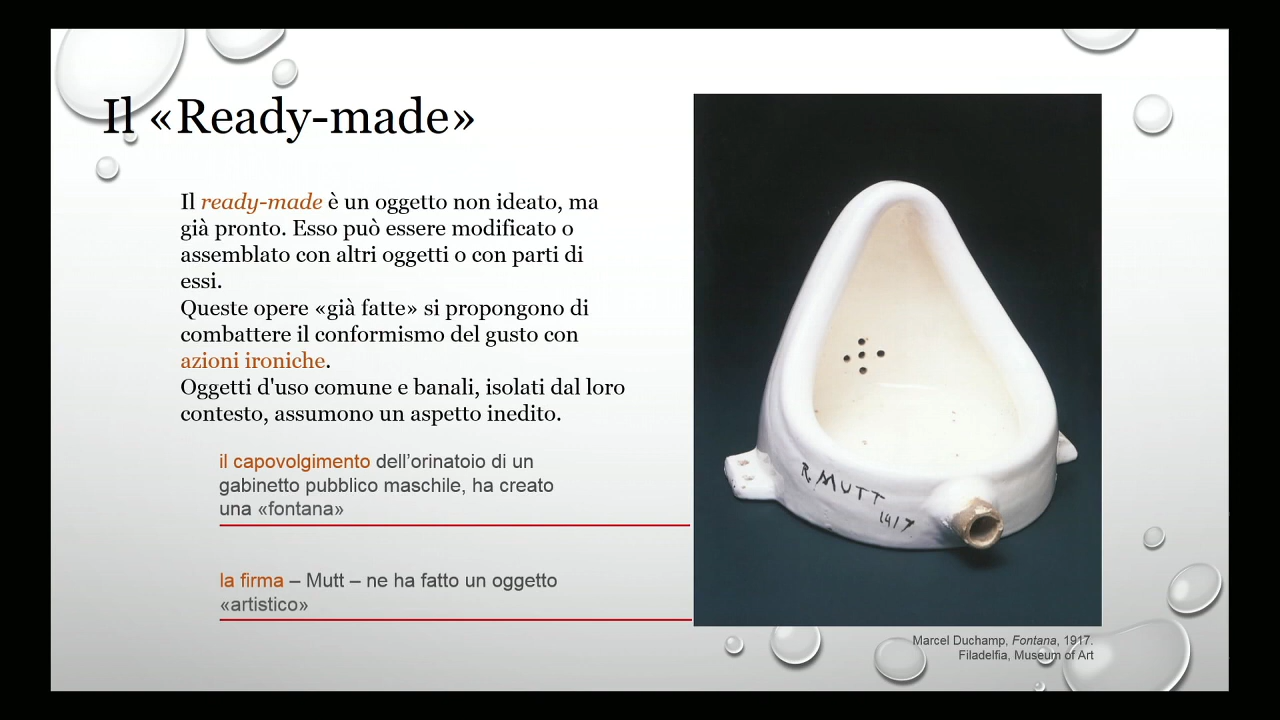 Il «Ready-made»
Il ready-made è un oggetto non ideato, ma
già pronto. Esso può essere modificato o
assemblato con altri oggetti o con parti di
essi.
Queste opere «già fatte» si propongono di
combattere il conformismo del gusto con
azioni ironiche.
Oggetti d'uso comune e banali, isolati dal loro
contesto, assumono un aspetto inedito.
il capovolgimento dell’orinatoio di un
gabinetto pubblico maschile, ha creato
una «fontana»
la firma – Mutt – ne ha fatto un oggetto
«artistico»
R. MUTT
1917
Marcel Duchamp, Fontana, 1917.
Filadelfia, Museum of Art